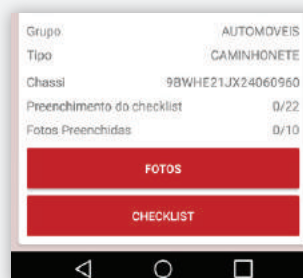 Grupo AUTOMOVEIS
Tipo CAMINHONETE
Chassi 9BWHE21JX24060960
Preenchimento do checklist 0/22
Fotos Preenchidas 0/10
FOTOS
CHECKLIST